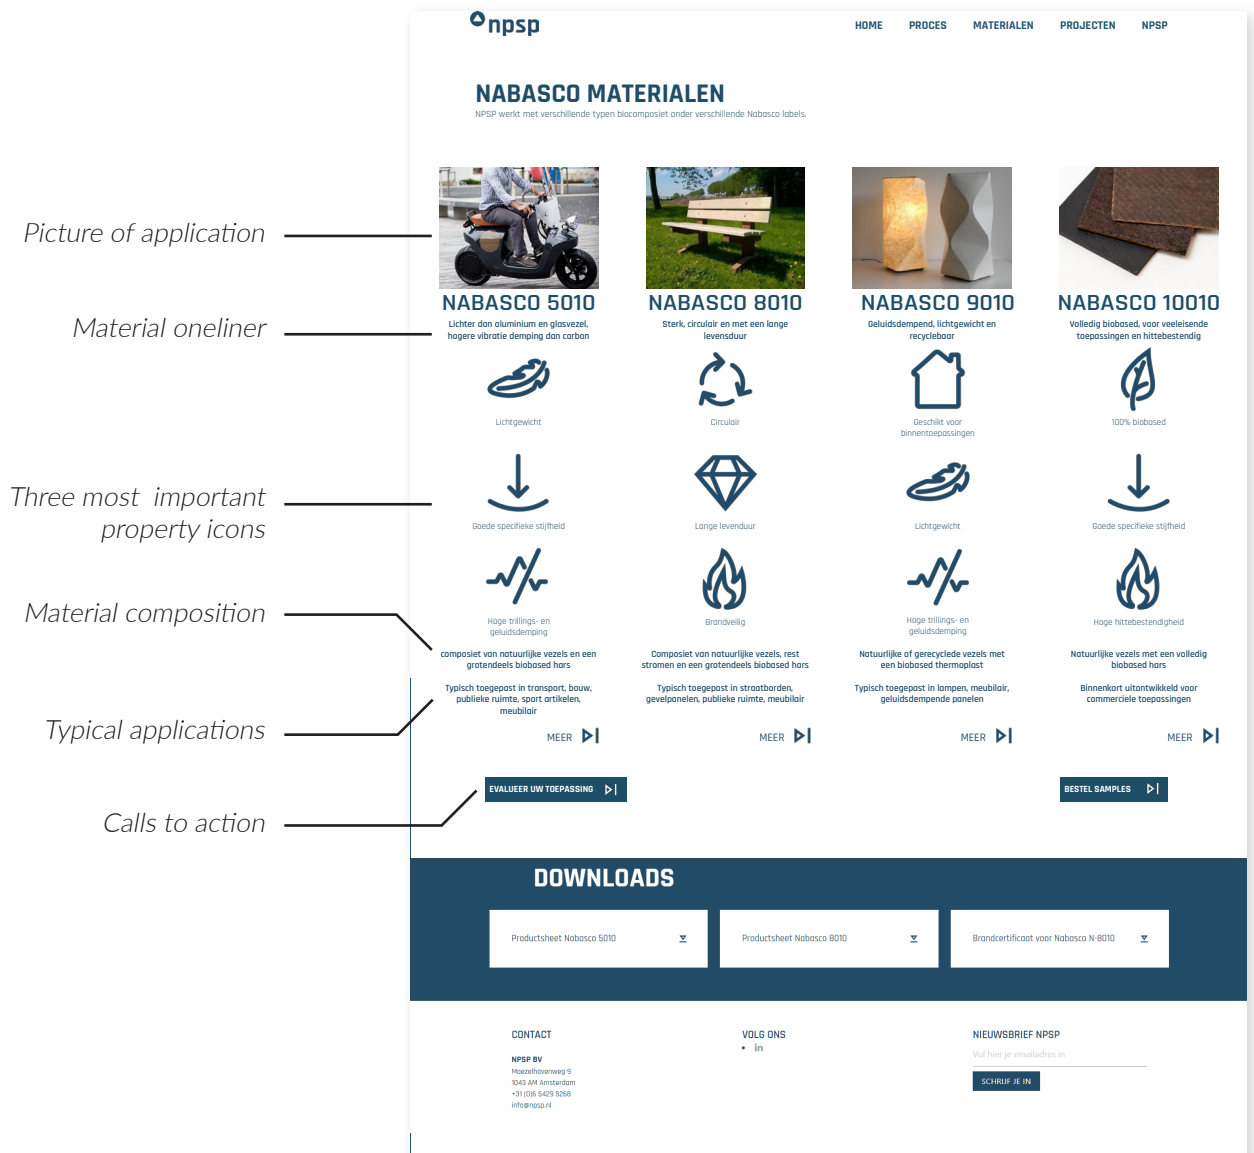 npsp
HOME PROCES MATERIALEN PROJECTEN NPSP
NABASCO MATERIALEN
NPSP werkt met verschillende typen biocomposiet onder verschillende Nabasco labels.
Picture of application
Material oneliner
Three most important
property icons
Material composition
Typical applications
Calls to action
NABASCO 5010
Lichter dan aluminium en glasvezel,
hogere vibratie demping dan carbon
Lichtgewicht
Goede specifieke stijfheid
Hoge trillings- en
geluidsdemping
composiet van natuurlijke vezels en een
grotendeels biobased hars
Typisch toegepast in transport, bouw,
publieke ruimte, sport artikelen,
meubilair
MEER
NABASCO 8010
Sterk, circulair en met een lange
levensduur
Circulair
Lange levenduur
Brandveilig
Composiet van natuurlijke vezels, rest
stromen en een grotendeels biobased hars
Typisch toegepast in straatborden,
gevelpanelen, publieke ruimte, meubilair
MEER
NABASCO 9010
Geluidsdempend, lichtgewicht en
recyclebaar
Geschikt voor
binnentoepassingen
Lichtgewicht
Hoge trillings- en
geluidsdemping
Natuurlijke of gerecyclede vezels met
een biobased thermoplast
Typisch toegepast in lampen, meubilair,
geluidsdempende panelen
MEER
NABASCO 10010
Volledig biobased, voor veeleisende
toepassingen en hittebestendig
100% biobased
Goede specifieke stijfheid
Hoge hittebestendigheid
Natuurlijke vezels met een volledig
biobased hars
Binnenkort uitontwikkeld voor
commerciele toepassingen
MEER
EVALUEER UW TOEPASSING
BESTEL SAMPLES
DOWNLOADS
Productsheet Nabasco 5010
Productsheet Nabasco 8010
Brandcertificaat voor Nabasco N-8010
CONTACT
NPSP BV
Moezelhavenweg 9
1043 AM Amsterdam
+31 (0)6 5429 5268
info@npsp.nl
VOLG ONS
in
NIEUWSBRIEF NPSP
Vul hier je emailadres in
SCHRIJF JE IN